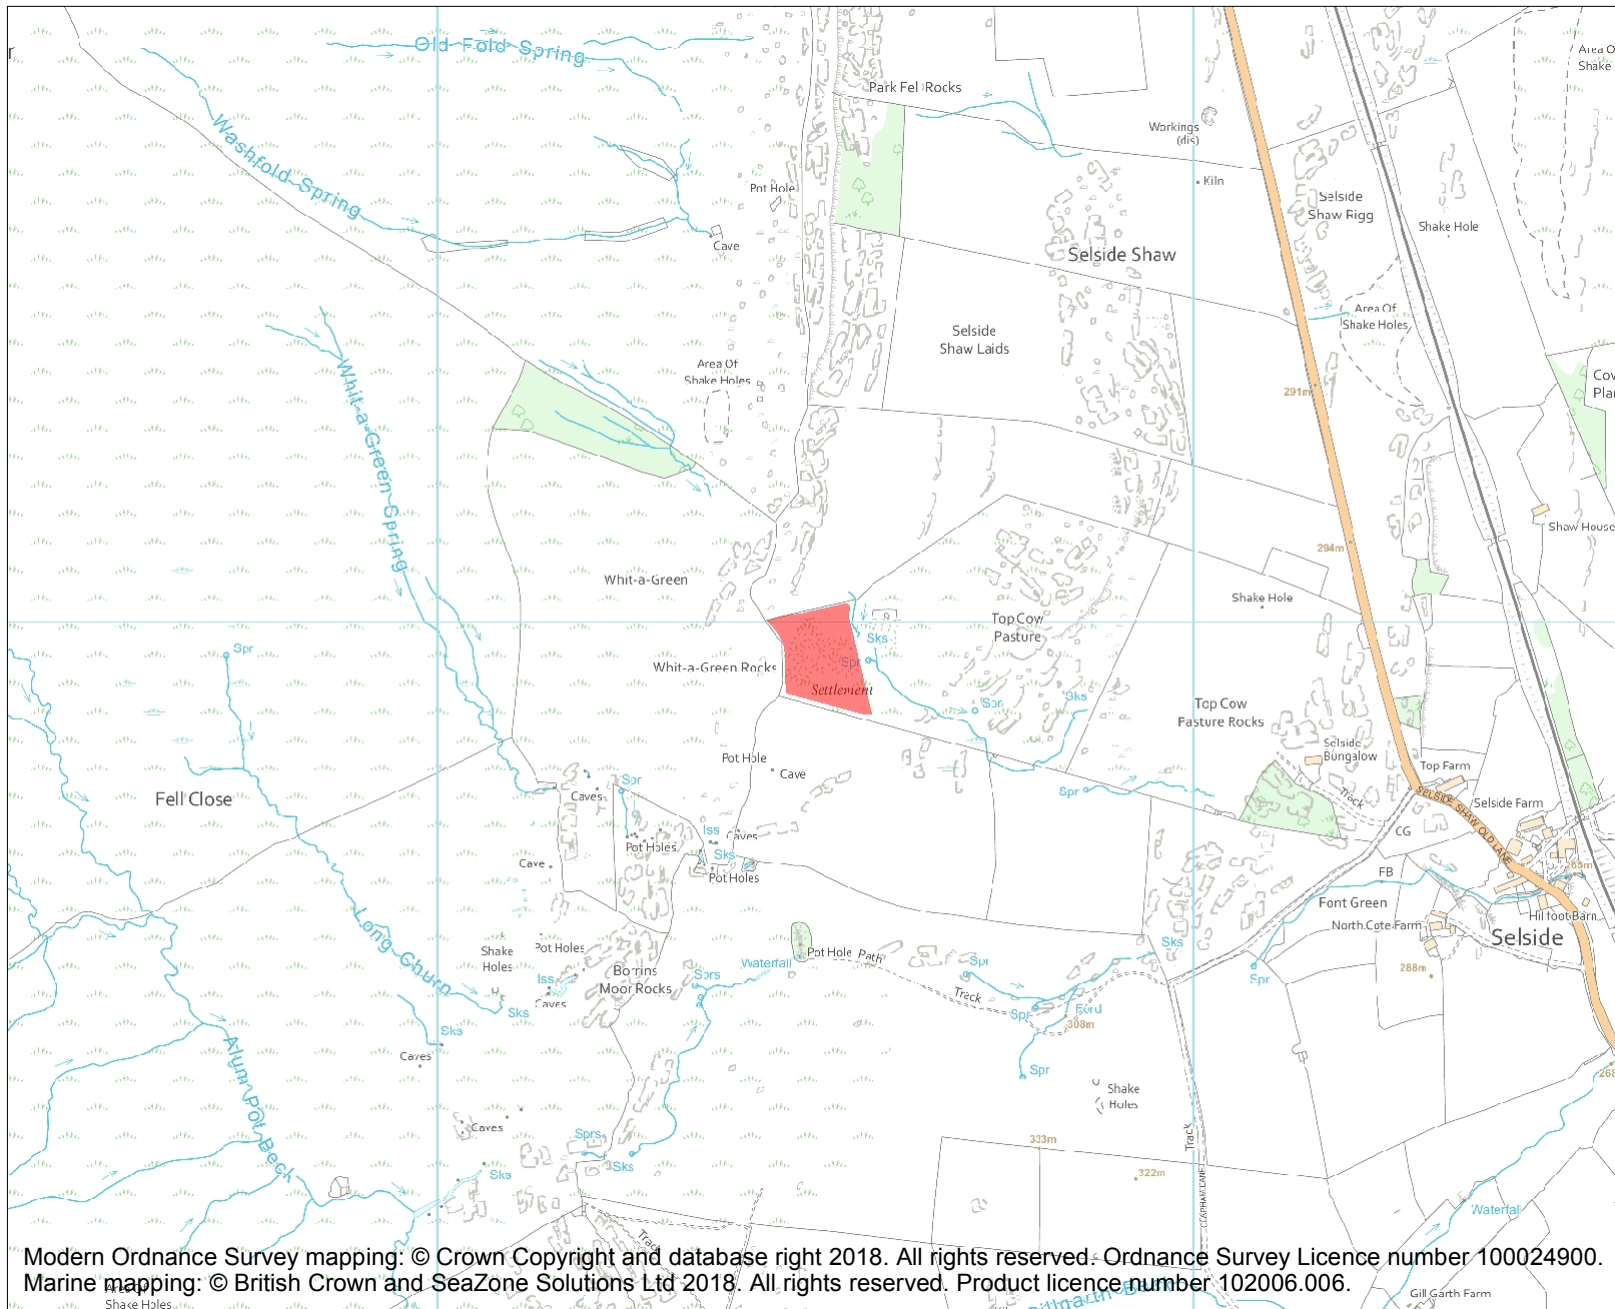 Old Fold Spring
Area O
Shake
Park Fel Rocks
Workings
(dis)
Washfold Spring
Pot Hole
Kiln
Selside
Shaw Rigg
Shake Hole
Cave
Selside Shaw
Area Of
Shake Holes
Selside
Shaw Laids
Whit-a-Green Spring
Area Of
Shake Holes
291m
Cov
Plan
Shaw House
294m
Whit-a-Green
Shake Hole
Top Cow
Pasture
Sks
Spr
Spr
Whit-a-Green Rocks
Settlement
Spr
Sks
Top Cow
Pasture Rocks
Selside
Bungalow
Top Farm
Pot Hole
Cave
Fell Close
Caves
Spr
Spr
Track
SELSIDE SHAW OLD LANE
Selside Farm
CG
Iss
Caves
Pot Holes
Sks
Cave
Pot Holes
FB
Font Green
North Cote Farm
Hill foot Barn
Selside
Long Churn
Shake
Holes
Pot Holes
Iss
Caves
Borrins
Moor Rocks
Sprs
Waterfall
Pot Hole Path
Spr
Sks
Spr
288m
Track
Sks
Sks
Spr
Ford
308m
Caves
Spr
Alum Pot Beck
Shake
Holes
268
Caves
Sprs
Sks
333m
Track
Sks
322m
CLAPHAM LANE
Waterfall
Track
Modern Ordnance Survey mapping: © Crown Copyright and database right 2018. All rights reserved. Ordnance Survey Licence number 100024900.
Marine mapping: © British Crown and SeaZone Solutions Ltd 2018. All rights reserved. Product licence number 102006.006.
Shake Holes
Gill Garth Farm